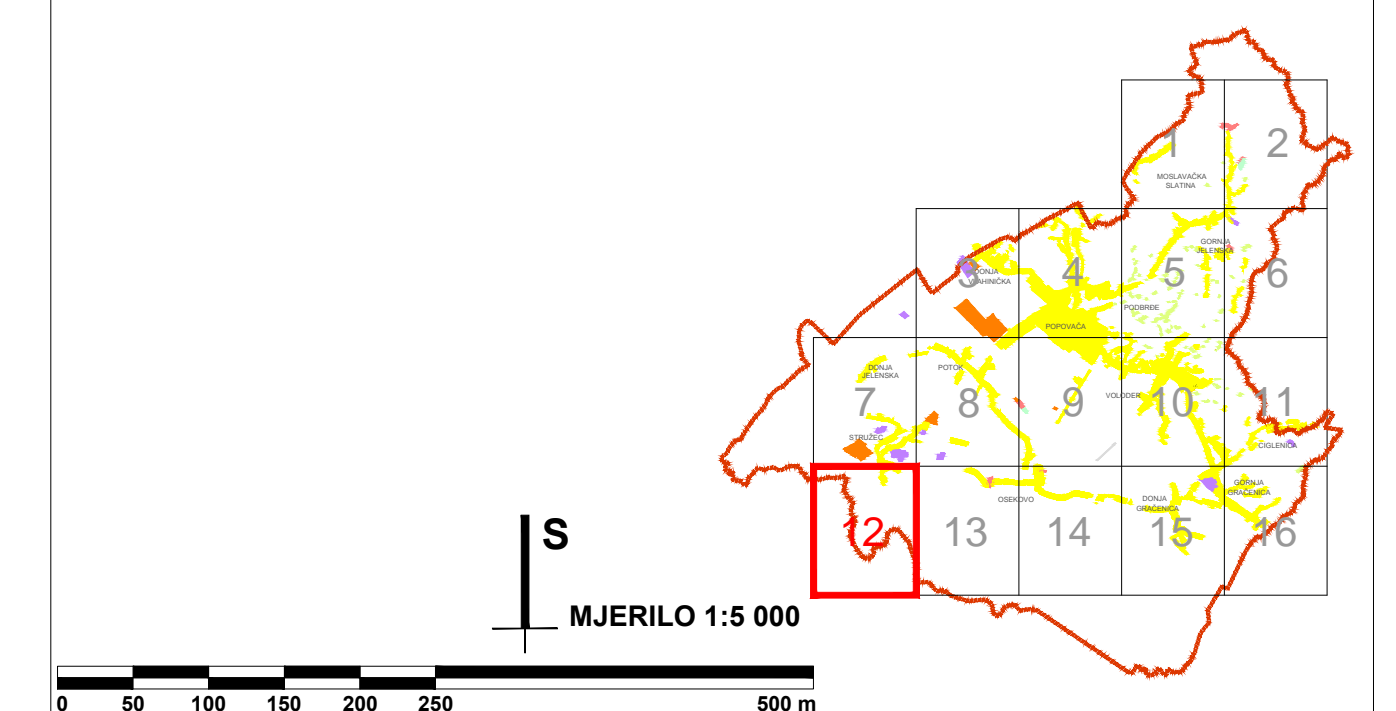 1
2
MOSLAVAČKA
SLATINA
3
4
5
6
GORNJA
JELENSKA
DONJA
VLAHINIČKA
PODBRĐE
POPOVAČA
DONJA
JELENSKA
POTOK
7
8
9
10
11
VOLODER
STRUŽEC
CIGLENICA
12
13
14
15
16
OSEKOVO
DONJA
GRAČENICA
GORNJA
GRAČENICA
S
MJERILO 1:5 000
0 50 100 150 200 250 500 m